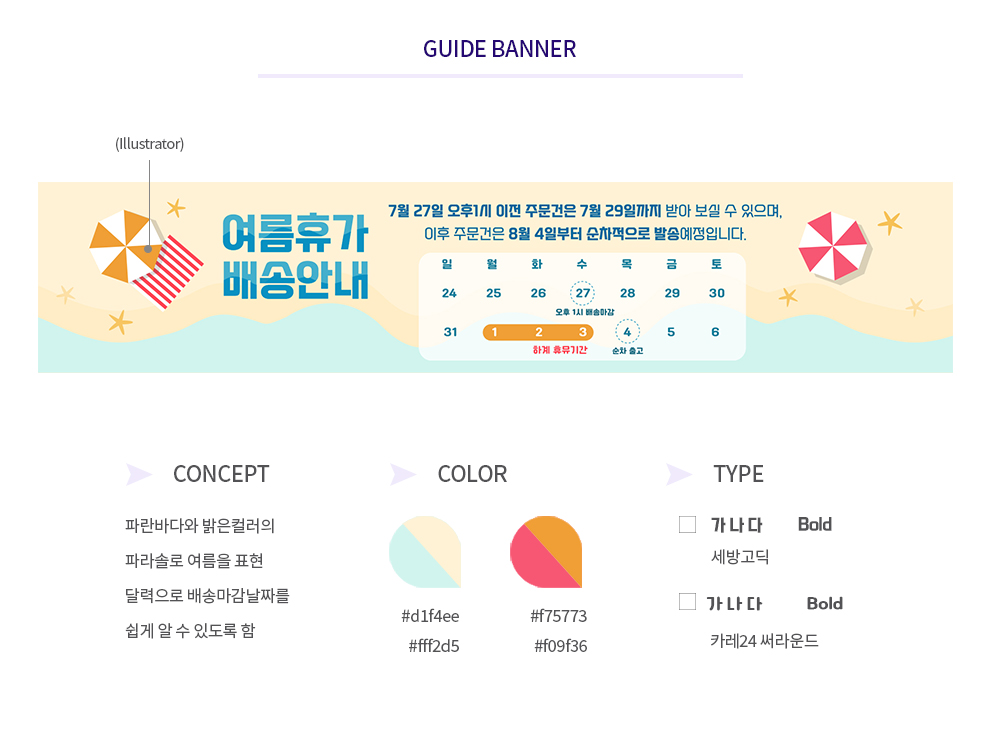 GUIDE BANNER
(Illustrator)
여름휴가
배송안내
7월 27일 오후1시 이전 주문건은 7월 29일까지 받아 보실 수 있으며,
이후 주문건은 8월 4일부터 순차적으로 발송예정입니다.
일 월 화 수 목 금 토
24 25 26 27 28 29 30
오후 1시 배송마감
31 1 2 3 4 5 6
하계 휴뮤기간 순차 출고
CONCEPT
파란바다와 밝은컬러의
파라솔로 여름을 표현
달력으로 배송마감날짜를
쉽게 알 수 있도록 함
COLOR
#d1f4ee #f75773
#fff2d5 #f09f36
TYPE
가나다 Bold
세방고딕
가나다 Bold
카레24 써라운드